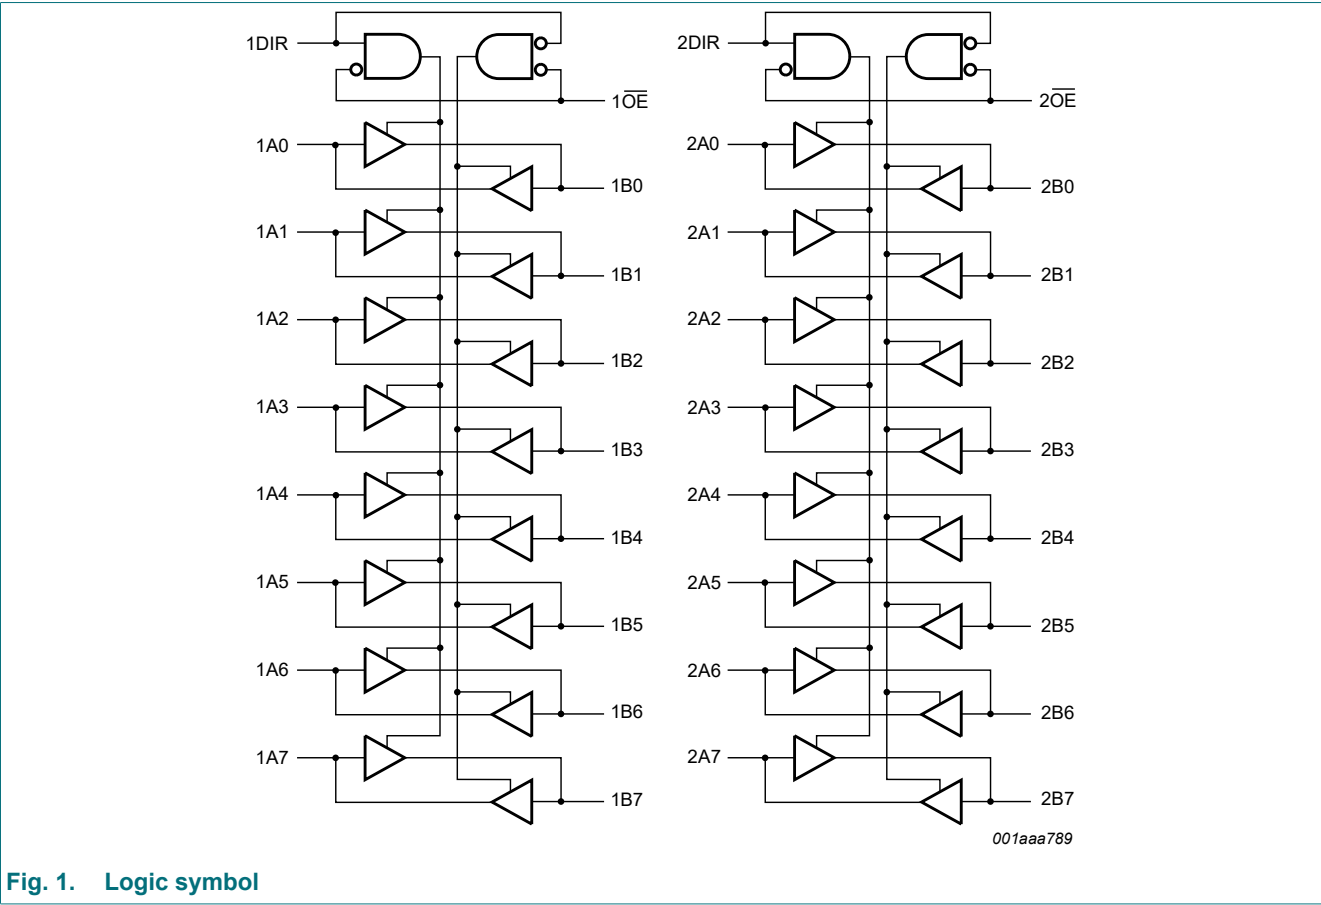 1DIR
1O̅E̅
1A0
1B0
1A1
1B1
1A2
1B2
1A3
1B3
1A4
1B4
1A5
1B5
1A6
1B6
1A7
1B7
2DIR
2O̅E̅
2A0
2B0
2A1
2B1
2A2
2B2
2A3
2B3
2A4
2B4
2A5
2B5
2A6
2B6
2A7
2B7
001aaa789
Fig. 1. Logic symbol